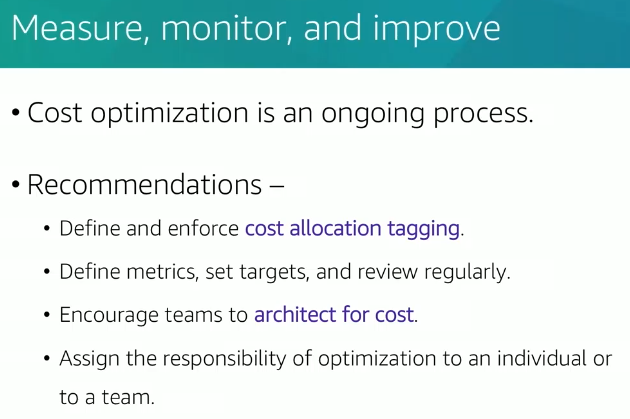 Measure, monitor, and improve
• Cost optimization is an ongoing process.
• Recommendations –
• Define and enforce cost allocation tagging.
• Define metrics, set targets, and review regularly.
• Encourage teams to architect for cost.
• Assign the responsibility of optimization to an individual or
to a team.